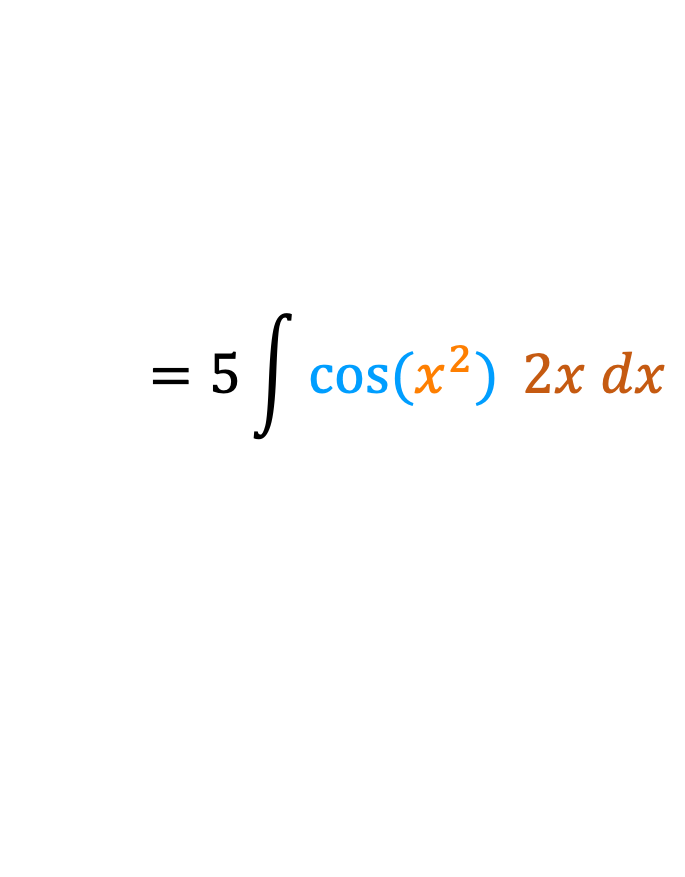 = 5 ∫ cos(x²) 2x dx